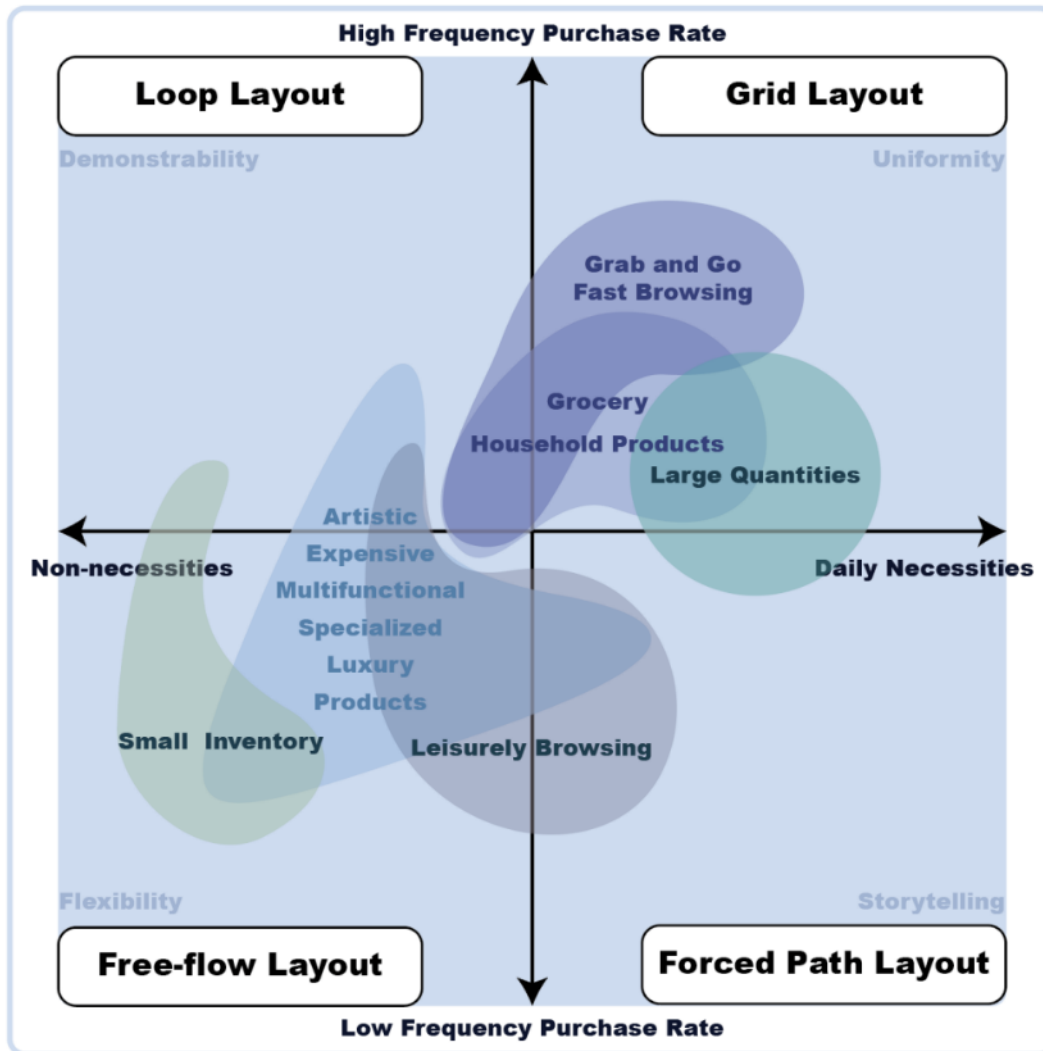 High Frequency Purchase Rate
Loop Layout
Grid Layout
Demonstrability
Uniformity
Grab and Go
Fast Browsing
Grocery
Household Products
Large Quantities
Artistic
Expensive
Multifunctional
Specialized
Luxury
Products
Non-necessities
Daily Necessities
Small Inventory
Leisurely Browsing
Flexibility
Storytelling
Free-flow Layout
Forced Path Layout
Low Frequency Purchase Rate